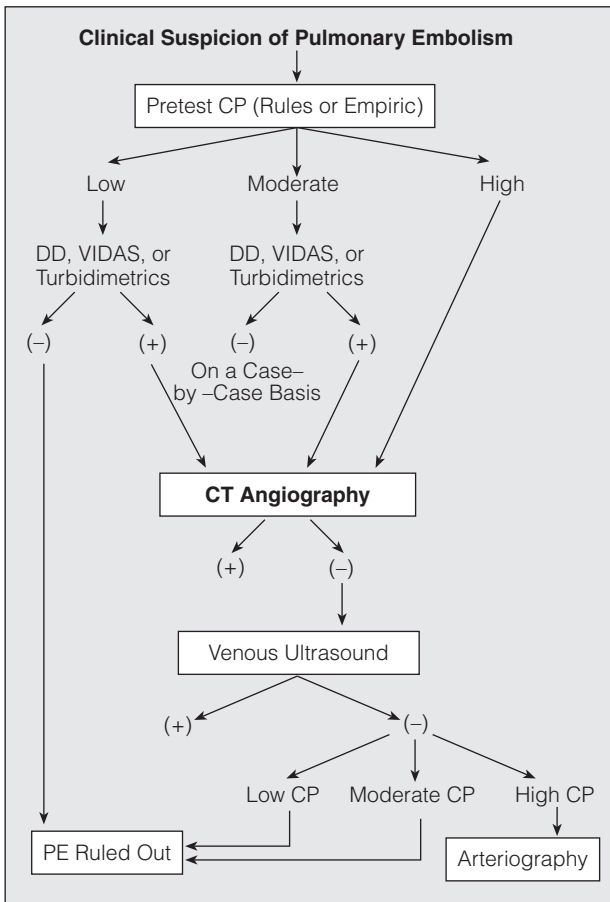 Clinical Suspicion of Pulmonary Embolism
Pretest CP (Rules or Empiric)
Low Moderate High
DD, VIDAS, or DD, VIDAS, or
Turbidimetrics Turbidimetrics
(–) (+) (–) (+)
On a Case–
by –Case Basis
CT Angiography
(+) (–)
Venous Ultrasound
(+) (–)
Low CP Moderate CP High CP
PE Ruled Out Arteriography